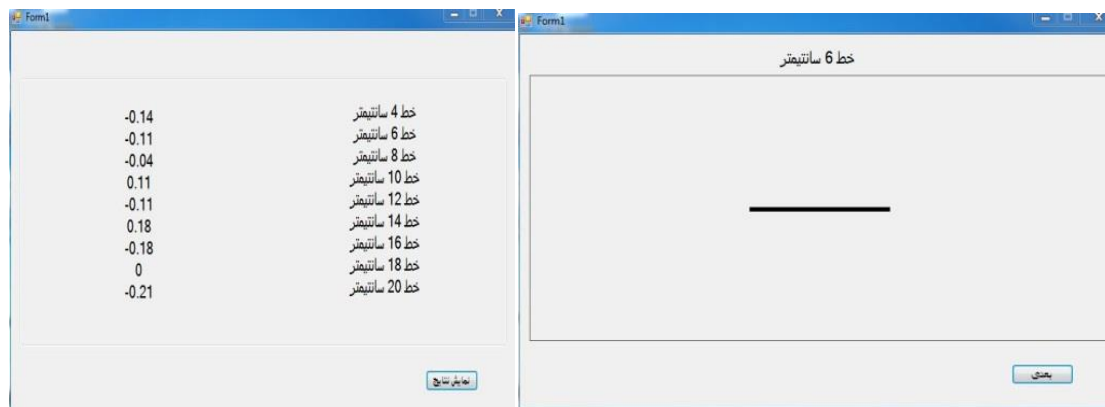 Form1
خط 4 سانتیمتر -0.14
خط 6 سانتیمتر -0.11
خط 8 سانتیمتر -0.04
خط 10 سانتیمتر 0.11
خط 12 سانتیمتر -0.11
خط 14 سانتیمتر 0.18
خط 16 سانتیمتر -0.18
خط 18 سانتیمتر 0
خط 20 سانتیمتر -0.21
نمایش نتایج
Form1
خط 6 سانتیمتر
بعدی